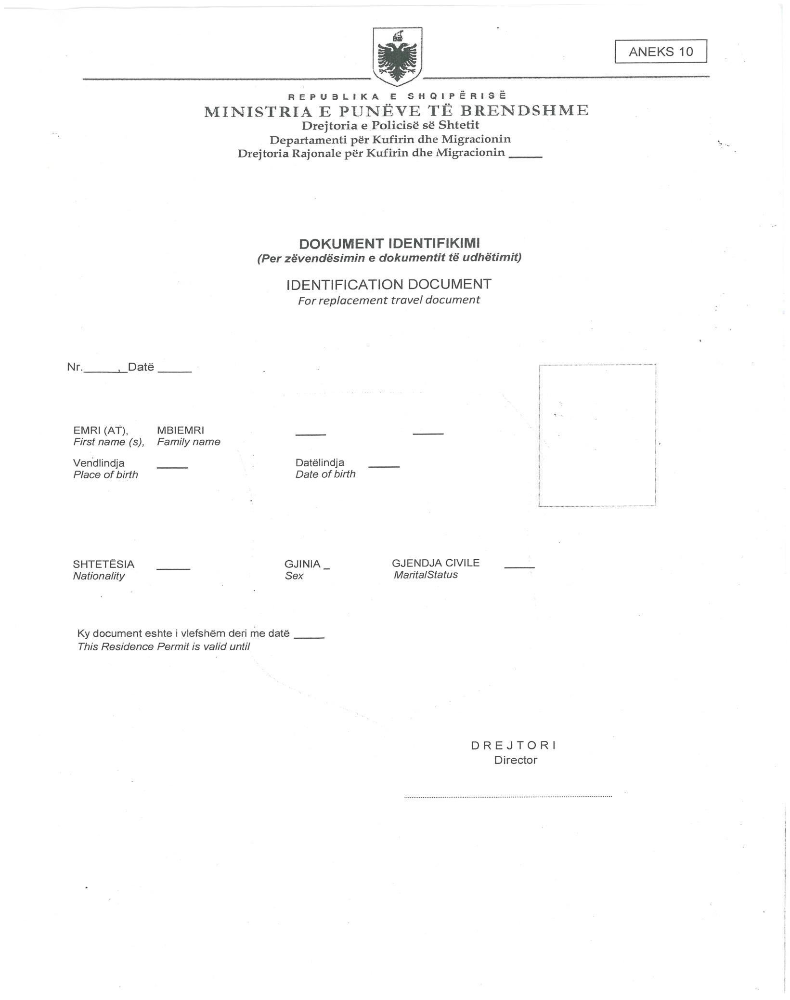 ANEKS 10
REPUBLIKA E SHQIPËRISË
MINISTRIA E PUNËVE TË BRENDSHME
Drejtoria e Policisë së Shtetit
Departamenti për Kufirin dhe Migracionin
Drejtoria Rajonale për Kufirin dhe Migracionin _____
DOKUMENT IDENTIFIKIMI
(Per zëvendësimin e dokumentit të udhëtimit)
IDENTIFICATION DOCUMENT
For replacement travel document
Nr._____,_Datë _____
EMRI (AT), MBIEMRI _____ _____
First name (s), Family name
Vendlindja _____ Datëlindja _____
Place of birth Date of birth
SHTETËSIA _____ GJINIA _ GJENDJA CIVILE _____
Nationality Sex MaritalStatus
Ky document eshte i vlefshëm deri me datë _____
This Residence Permit is valid until
DREJTORI
Director